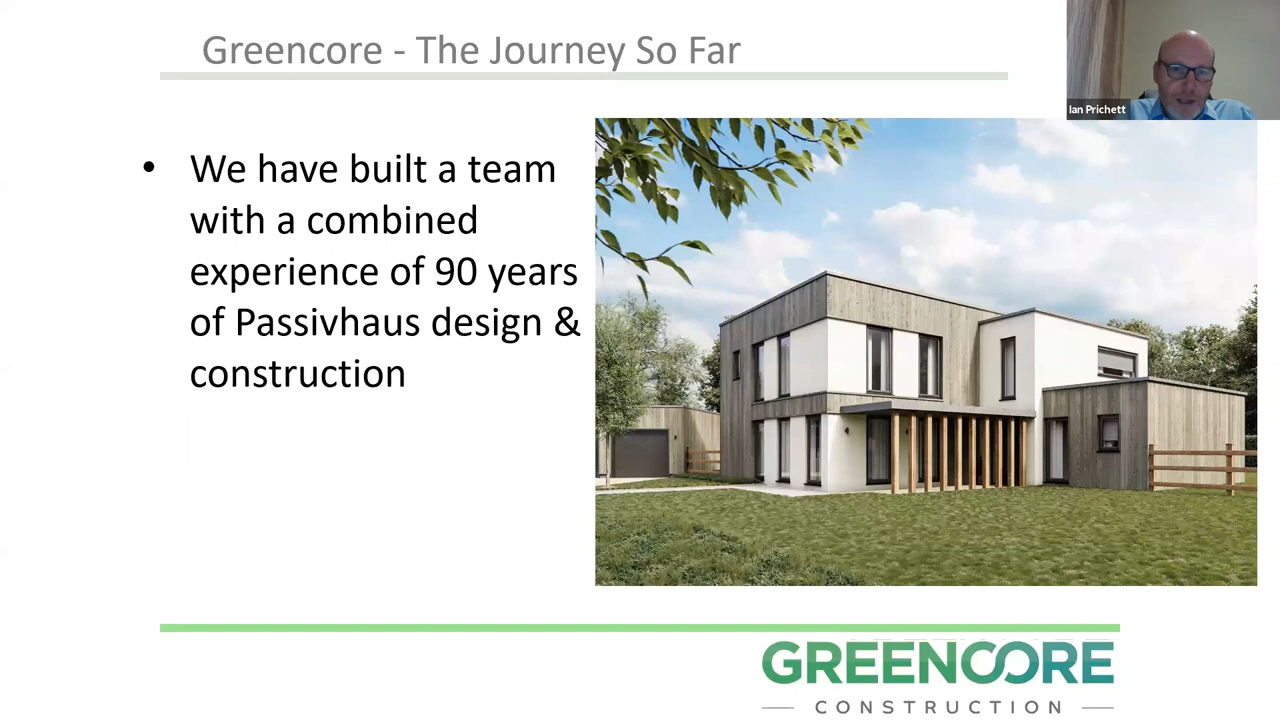 Greencore - The Journey So Far
Ian Prichett
• We have built a team
with a combined
experience of 90 years
of Passivhaus design &
construction
GREENCORE
CONSTRUCTION